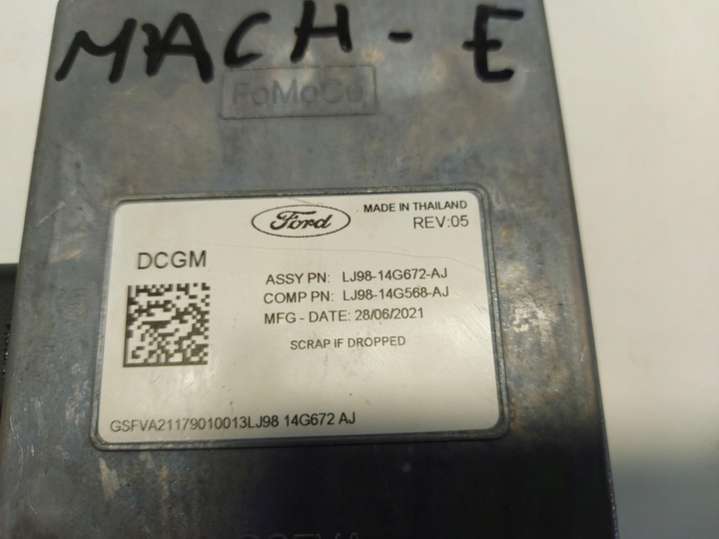 MACH-E
FoMoCo
Ford
MADE IN THAILAND
REV:05
DCGM
ASSY PN: LJ98-14G672-AJ
COMP PN: LJ98-14G568-AJ
MFG - DATE: 28/06/2021
SCRAP IF DROPPED
GSFVA21179010013LJ98 14G672 AJ